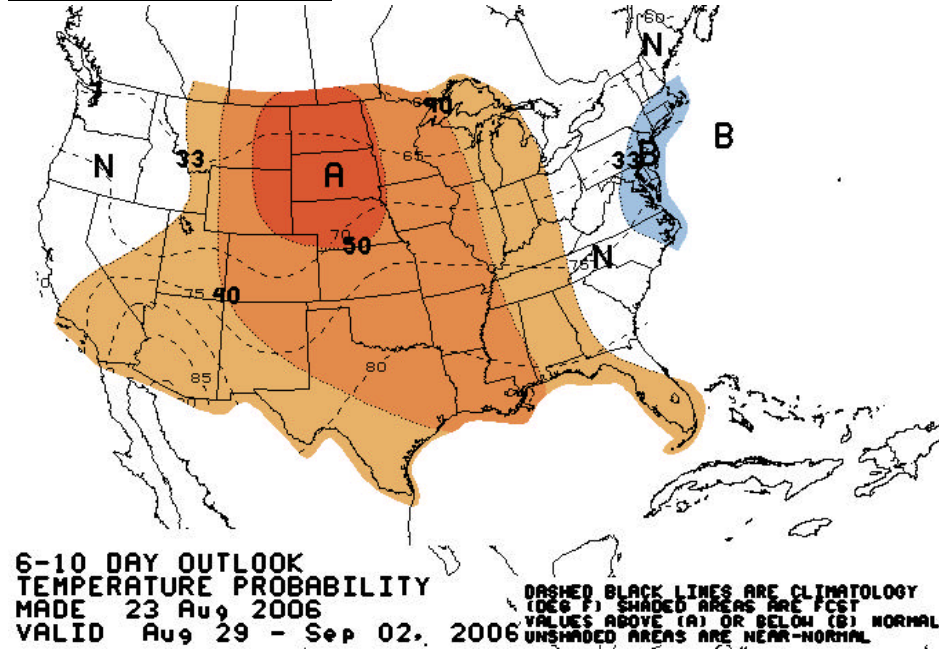 60
N
40
B
N
33
65
33 B
A
70
50
N
75
75
40
80
85
6-10 DAY OUTLOOK
TEMPERATURE PROBABILITY
MADE 23 Aug 2006
VALID Aug 29 - Sep 02, 2006
DASHED BLACK LINES ARE CLIMATOLOGY
(DEG F) SHADED AREAS ARE FCST
VALUES ABOVE (A) OR BELOW (B) NORMAL
UNSHADED AREAS ARE NEAR-NORMAL